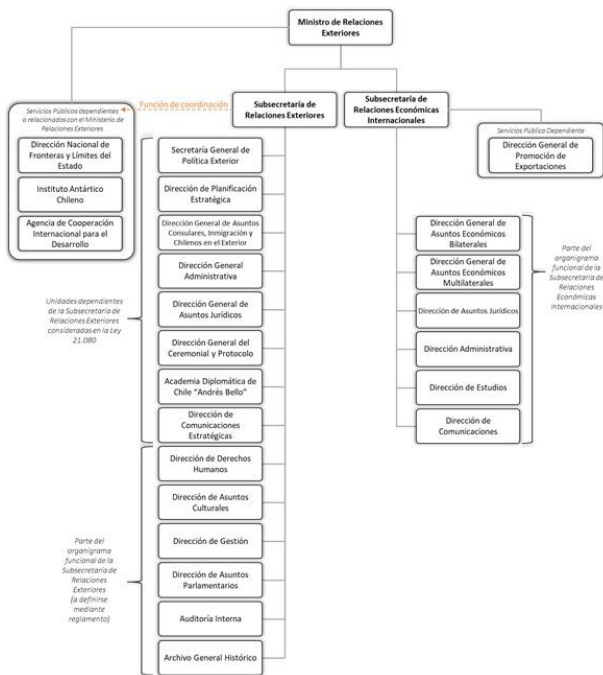 Ministro de Relaciones
Exteriores
Servicios Públicos dependientes
o relacionados con el Ministerio de
Relaciones Exteriores
Función de coordinación
Subsecretaría de
Relaciones Exteriores
Subsecretaría de
Relaciones Económicas
Internacionales
Dirección Nacional de
Fronteras y Límites del
Estado
Instituto Antártico
Chileno
Agencia de Cooperación
Internacional para el
Desarrollo
Servicios Público Dependiente
Dirección General de
Promoción de
Exportaciones
Unidades dependientes
de la Subsecretaría de
Relaciones Exteriores
consideradas en la Ley
21.080
Secretaría General de
Política Exterior
Dirección de Planificación
Estratégica
Dirección General de Asuntos
Consulares, Inmigración y
Chilenos en el Exterior
Dirección General
Administrativa
Dirección General de
Asuntos Jurídicos
Dirección General del
Ceremonial y Protocolo
Academia Diplomática de
Chile “Andrés Bello”
Dirección de
Comunicaciones
Estratégicas
Parte del
organigrama
funcional de la
Subsecretaría de
Relaciones
Exteriores
(a definirse
mediante
reglamento)
Dirección de Derechos
Humanos
Dirección de Asuntos
Culturales
Dirección de Gestión
Dirección de Asuntos
Parlamentarios
Auditoría Interna
Archivo General Histórico
Dirección General de
Asuntos Económicos
Bilaterales
Dirección General de
Asuntos Económicos
Multilaterales
Dirección de Asuntos Jurídicos
Dirección Administrativa
Dirección de Estudios
Dirección de
Comunicaciones
Parte del
organigrama
funcional de la
Subsecretaría de
Relaciones
Económicas
Internacionales